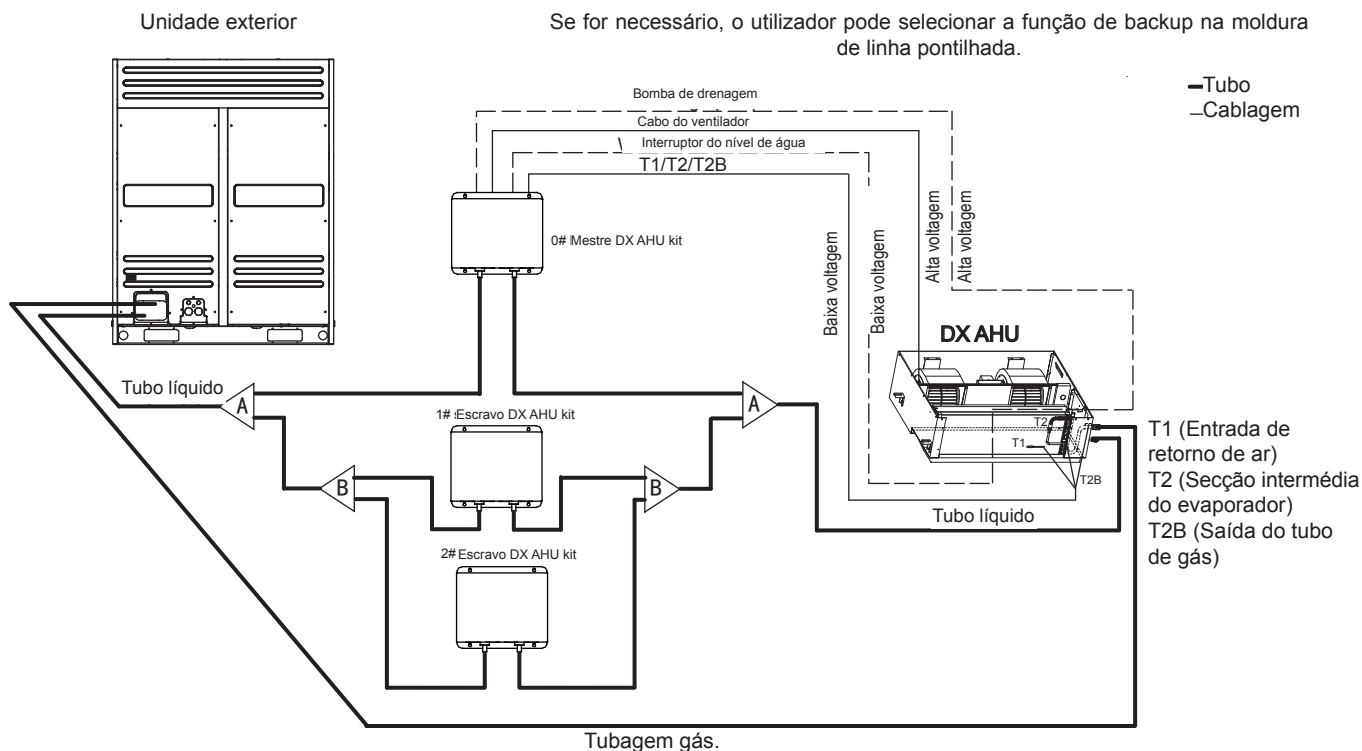 Unidade exterior
Se for necessário, o utilizador pode selecionar a função de backup na moldura
de linha pontilhada.
Tubo
Cablagem
Bomba de drenagem
Cabo do ventilador
Interruptor do nível de água
T1/T2/T2B
0# Mestre DX AHU kit
Baixa voltagem
Baixa voltagem
Alta voltagem
Alta voltagem
DX AHU
Tubo líquido
A
A
1# Escravo DX AHU kit
B
B
2# Escravo DX AHU kit
T2
T1
T2B
Tubo líquido
T1 (Entrada de
retorno de ar)
T2 (Secção intermédia
do evaporador)
T2B (Saída do tubo
de gás)
Tubagem gás.